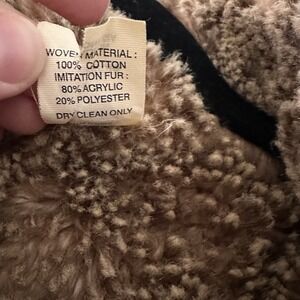 WOVEN MATERIAL :
100% COTTON
IMITATION FUR :
80% ACRYLIC
20% POLYESTER
DRY CLEAN ONLY